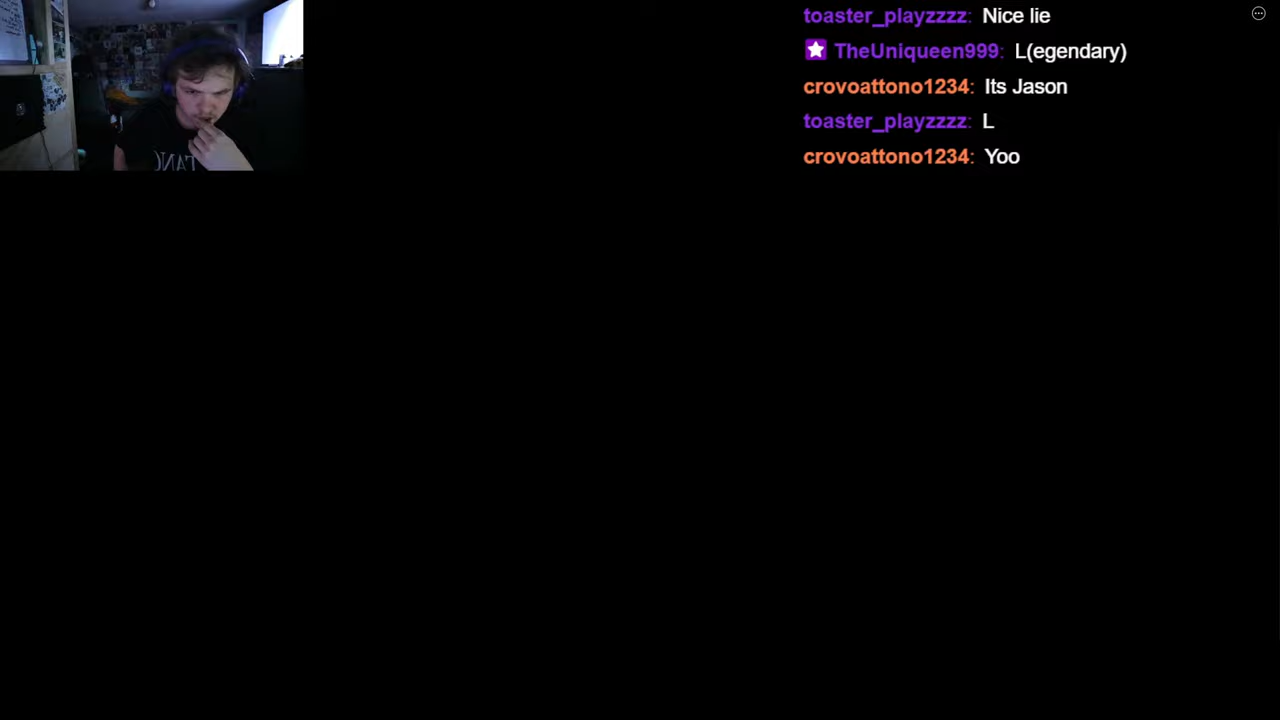 toaster_playzzzz: Nice lie
TheUniqueen999: L(egendary)
crovoattono1234: Its Jason
toaster_playzzzz: L
crovoattono1234: Yoo